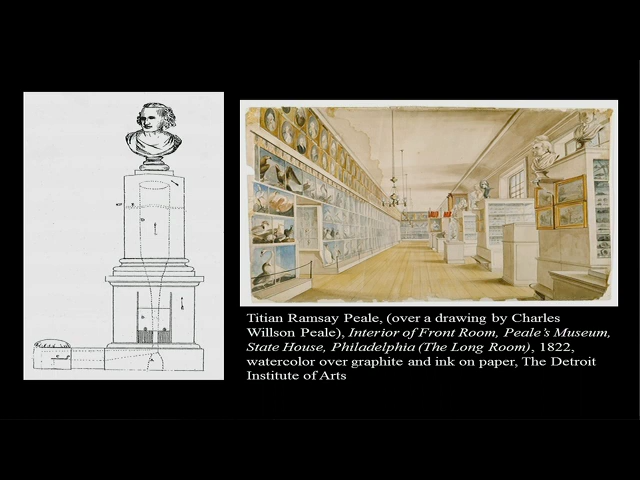 Titian Ramsay Peale, (over a drawing by Charles
Willson Peale), Interior of Front Room, Peale's Museum,
State House, Philadelphia (The Long Room), 1822,
watercolor over graphite and ink on paper, The Detroit
Institute of Arts